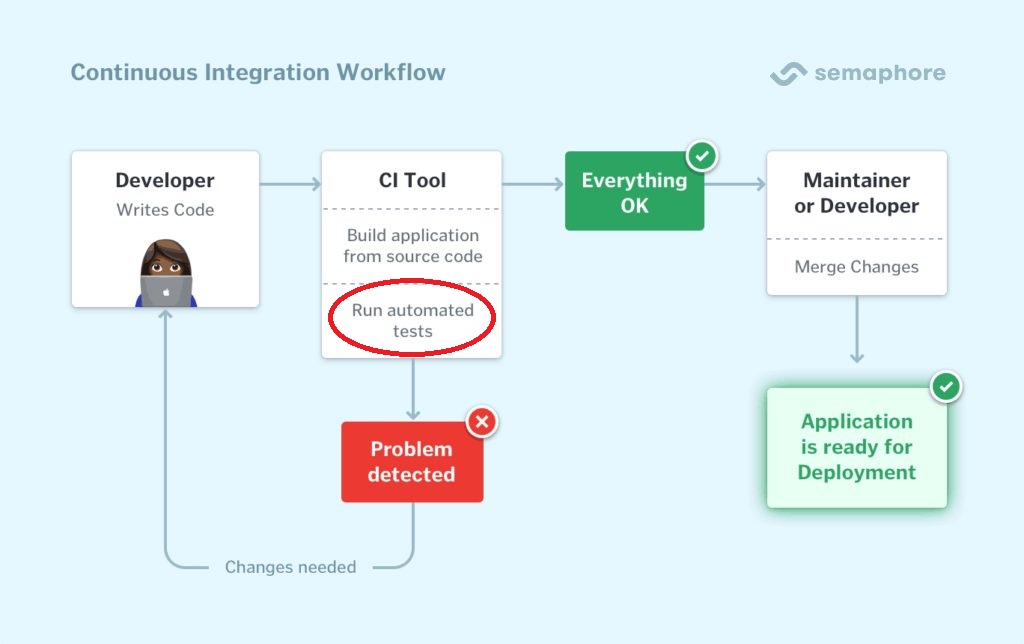 Continuous Integration Workflow
semaphore
Developer
Writes Code
CI Tool
Build application
from source code
Run automated
tests
Everything
OK
Maintainer
or Developer
Merge Changes
Problem
detected
Application
is ready for
Deployment
Changes needed